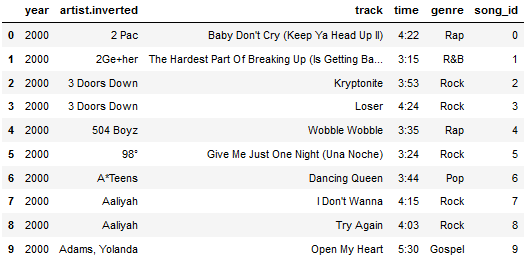 year artist.inverted track time genre song_id
0 2000 2 Pac Baby Don't Cry (Keep Ya Head Up II) 4:22 Rap 0
1 2000 2Ge+her The Hardest Part Of Breaking Up (Is Getting Ba... 3:15 R&B 1
2 2000 3 Doors Down Kryptonite 3:53 Rock 2
3 2000 3 Doors Down Loser 4:24 Rock 3
4 2000 504 Boyz Wobble Wobble 3:35 Rap 4
5 2000 98° Give Me Just One Night (Una Noche) 3:24 Rock 5
6 2000 A*Teens Dancing Queen 3:44 Pop 6
7 2000 Aaliyah I Don't Wanna 4:15 Rock 7
8 2000 Aaliyah Try Again 4:03 Rock 8
9 2000 Adams, Yolanda Open My Heart 5:30 Gospel 9